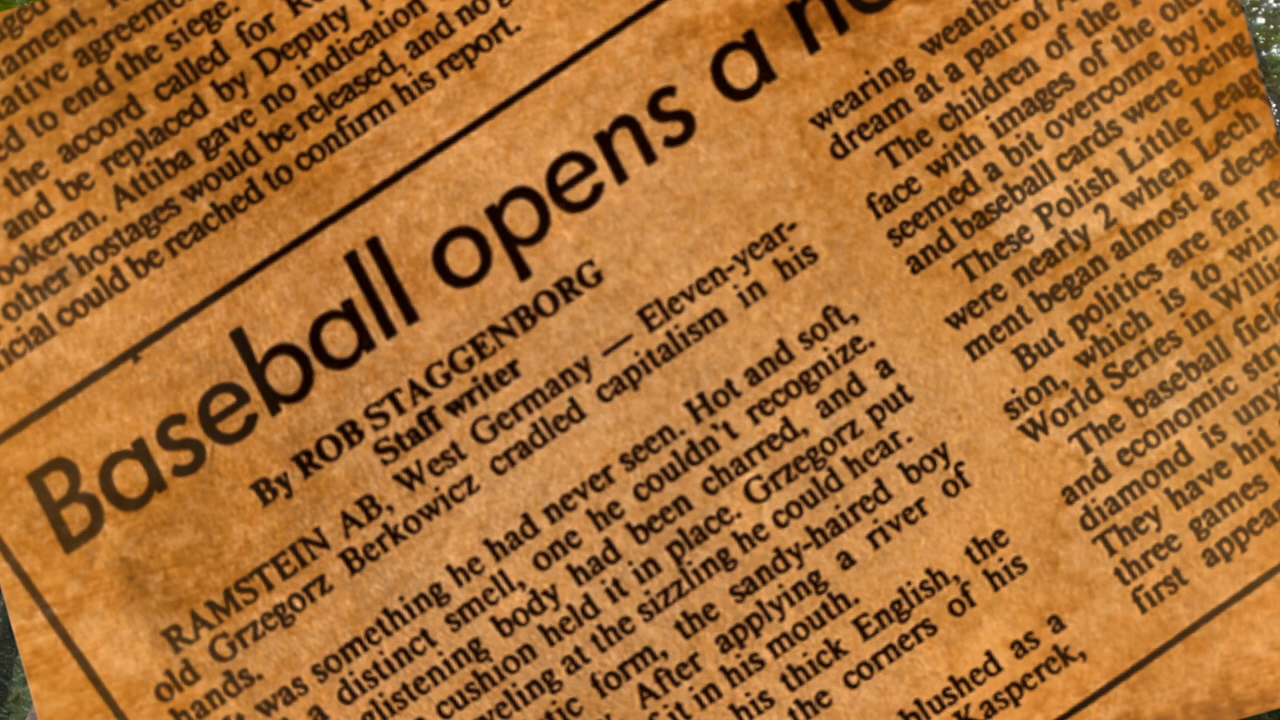 ative agreeme
ed to end the siege.
the accord called for
and be replaced by Deputy
ookeran. Attiba gave no indication
other hostages would be released, and no
icial could be reached to confirm his report.
Baseball opens a
By ROB STAGGENBORG
Staff writer
RAMSTEIN AB, West Germany — Eleven-year-
old Grzegorz Berkowicz cradled capitalism in his
hands.
was something he had never seen. Hot and soft,
a distinct smell, one he couldn't recognize.
glistening body had been charred, and a
cushion held it in place. Grzegorz put
veling at the sizzling he could hear.
tic form, the sandy-haired boy
After applying a river of
it in his mouth.
his thick English, the
the corners of his
blushed as a
Kasperek,
wearing weather
dream at a pair of
The children of the
face with images of the old
seemed a bit overcome by it
and baseball cards were being
These Polish Little Leagu
were nearly 2 when Lech
ment began almost a deca
But politics are far re
sion, which is to win
World Series in Willi
The baseball fiel
and economic str
diamond is uny
They have hit
three games
first appear